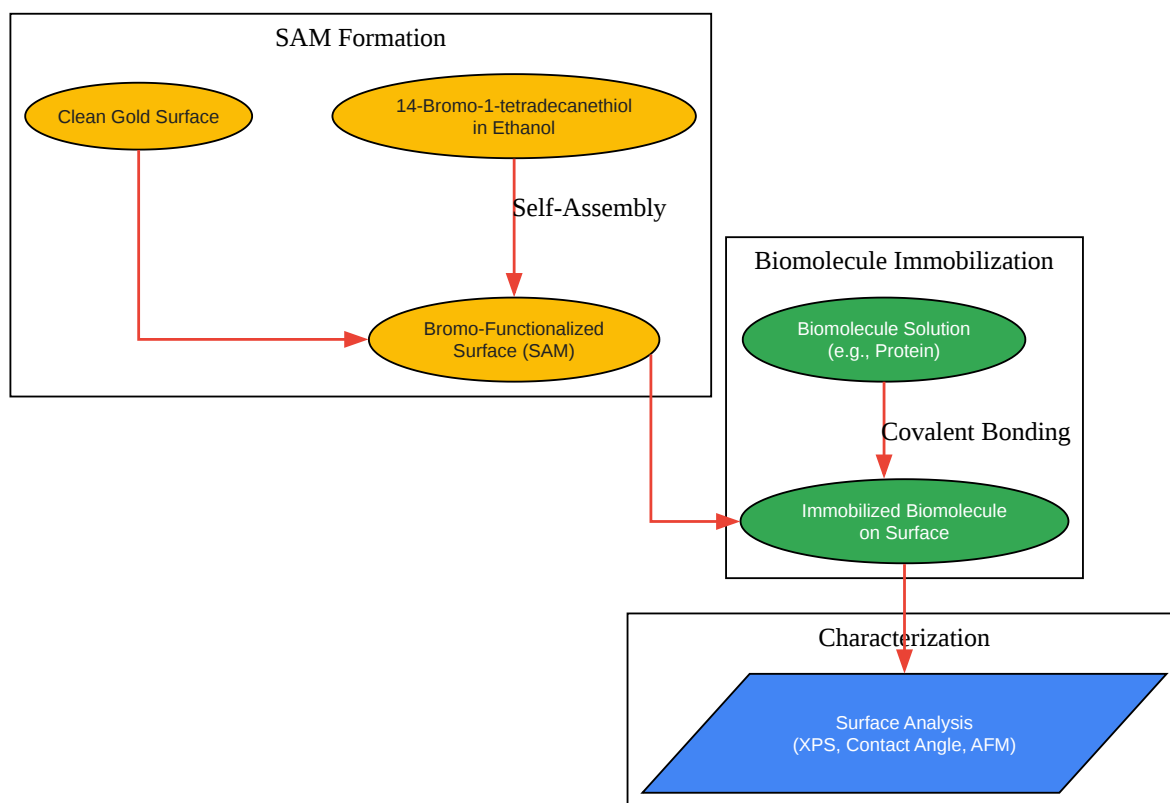 SAM Formation
Clean Gold Surface
14-Bromo-1-tetradecanethiol
in Ethanol
Self-Assembly
Bromo-Functionalized
Surface (SAM)
Biomolecule Immobilization
Biomolecule Solution
(e.g., Protein)
Covalent Bonding
Immobilized Biomolecule
on Surface
Characterization
Surface Analysis
(XPS, Contact Angle, AFM)